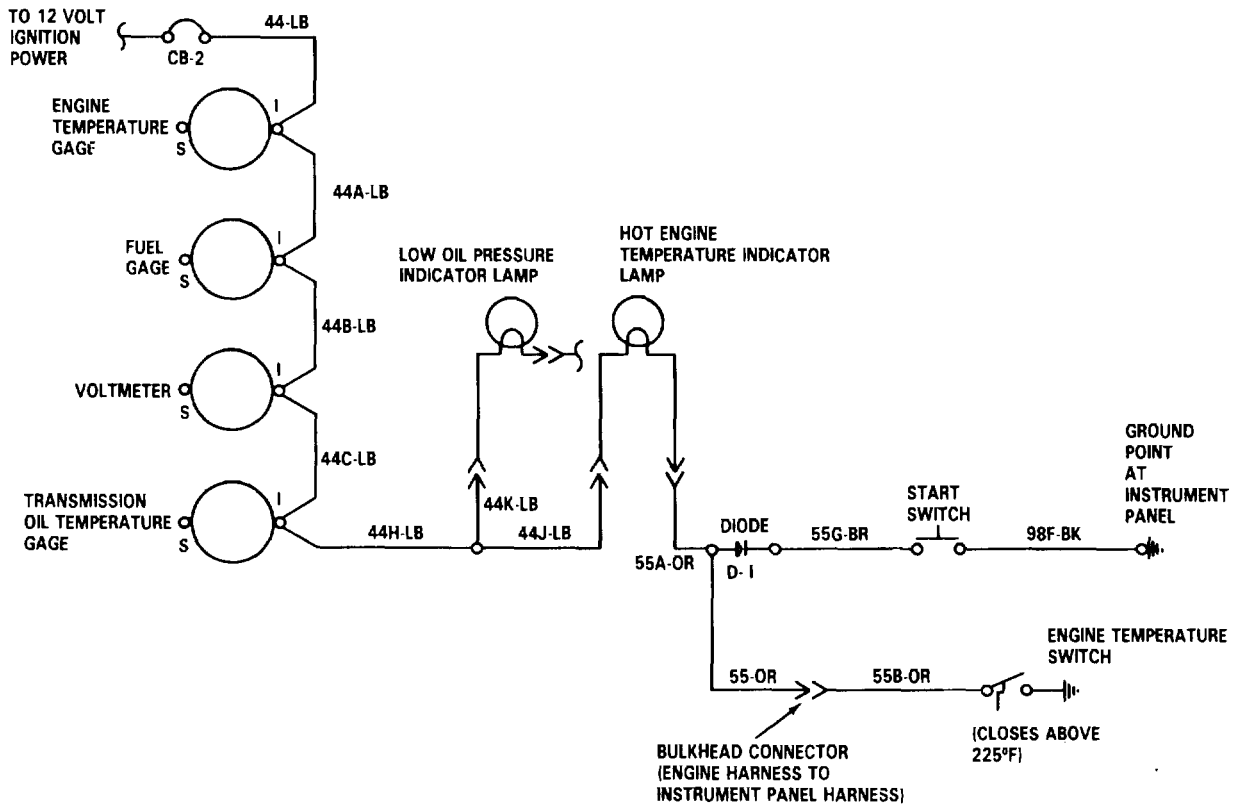 TO 12 VOLT
IGNITION
POWER
44-LB
CB-2
ENGINE
TEMPERATURE
GAGE
S
I
44A-LB
FUEL
GAGE
S
I
44B-LB
VOLTMETER
S
I
44C-LB
TRANSMISSION
OIL TEMPERATURE
GAGE
S
I
44H-LB
LOW OIL PRESSURE
INDICATOR LAMP
44K-LB
44J-LB
HOT ENGINE
TEMPERATURE INDICATOR
LAMP
55A-OR
DIODE
D-1
55G-BR
START
SWITCH
98F-BK
GROUND
POINT
AT
INSTRUMENT
PANEL
55-OR
55B-OR
ENGINE TEMPERATURE
SWITCH
(CLOSES ABOVE
225°F)
BULKHEAD CONNECTOR
(ENGINE HARNESS TO
INSTRUMENT PANEL HARNESS)